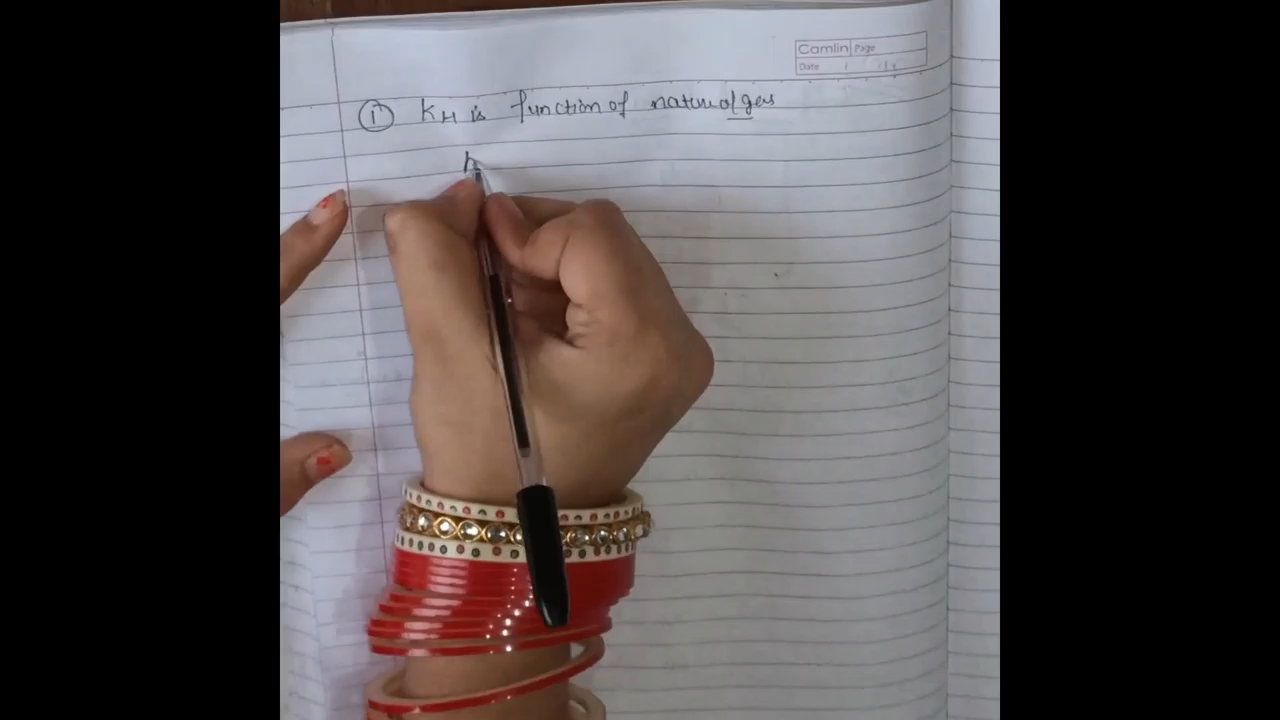 Camlin Page
Date
① KH is function of nature of gas